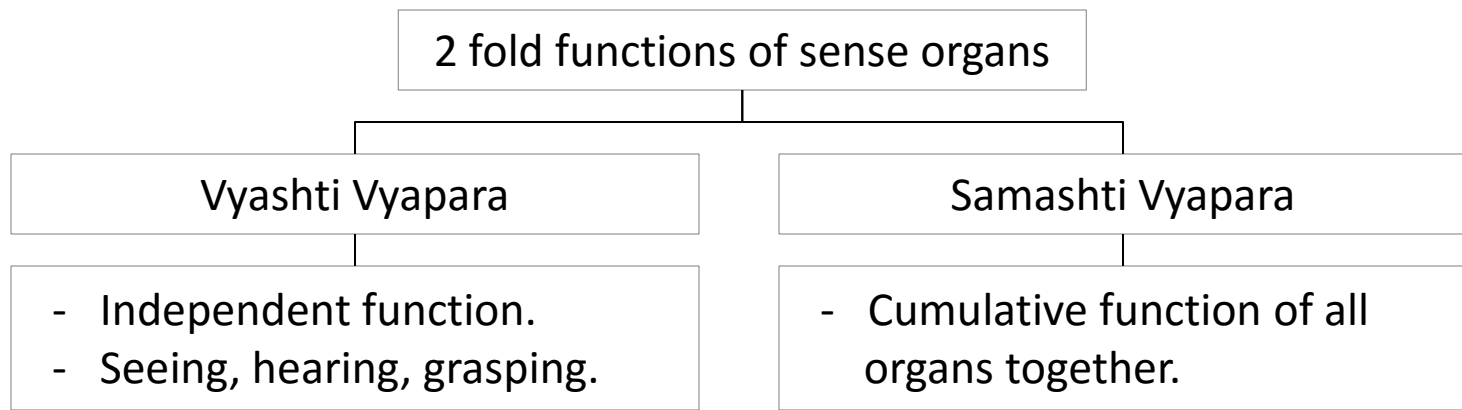 2 fold functions of sense organs
Vyashti Vyapara
Samashti Vyapara
- Independent function.
- Seeing, hearing, grasping.
- Cumulative function of all
organs together.